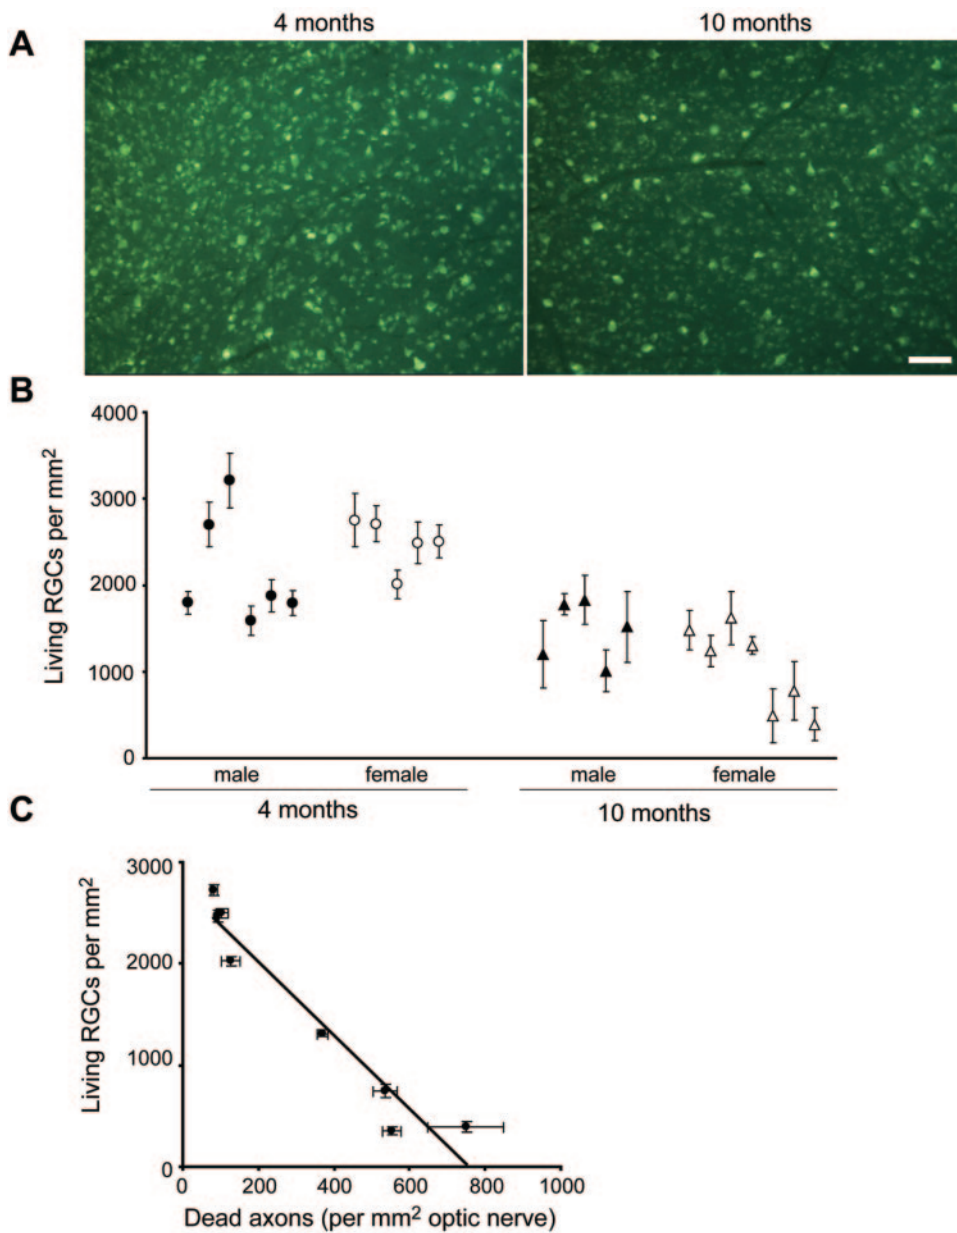 A
4 months
10 months
B
Living RGCs per mm²
4000
3000
2000
1000
0
male
female
male
female
4 months
10 months
C
Living RGCs per mm²
3000
2000
1000
0
0
200
400
600
800
1000
Dead axons (per mm² optic nerve)